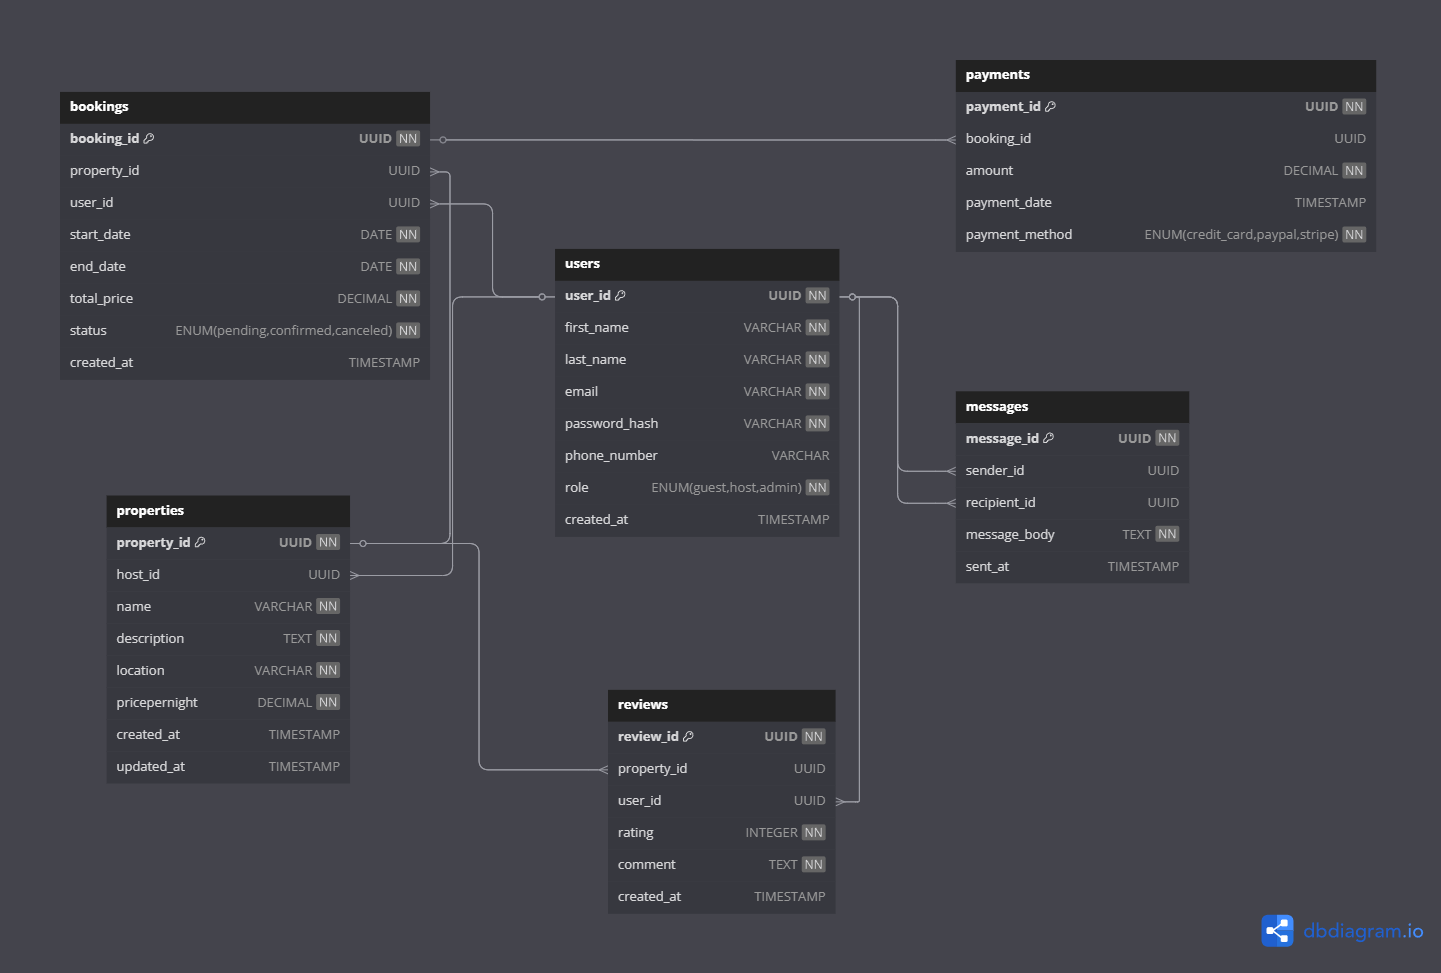 bookings
booking_id UUID NN
property_id UUID
user_id UUID
start_date DATE NN
end_date DATE NN
total_price DECIMAL NN
status ENUM(pending,confirmed,canceled) NN
created_at TIMESTAMP
payments
payment_id UUID NN
booking_id UUID
amount DECIMAL NN
payment_date TIMESTAMP
payment_method ENUM(credit_card,paypal,stripe) NN
users
user_id UUID NN
first_name VARCHAR NN
last_name VARCHAR NN
email VARCHAR NN
password_hash VARCHAR NN
phone_number VARCHAR
role ENUM(guest,host,admin) NN
created_at TIMESTAMP
messages
message_id UUID NN
sender_id UUID
recipient_id UUID
message_body TEXT NN
sent_at TIMESTAMP
properties
property_id UUID NN
host_id UUID
name VARCHAR NN
description TEXT NN
location VARCHAR NN
pricepernight DECIMAL NN
created_at TIMESTAMP
updated_at TIMESTAMP
reviews
review_id UUID NN
property_id UUID
user_id UUID
rating INTEGER NN
comment TEXT NN
created_at TIMESTAMP
dbdiagram.io